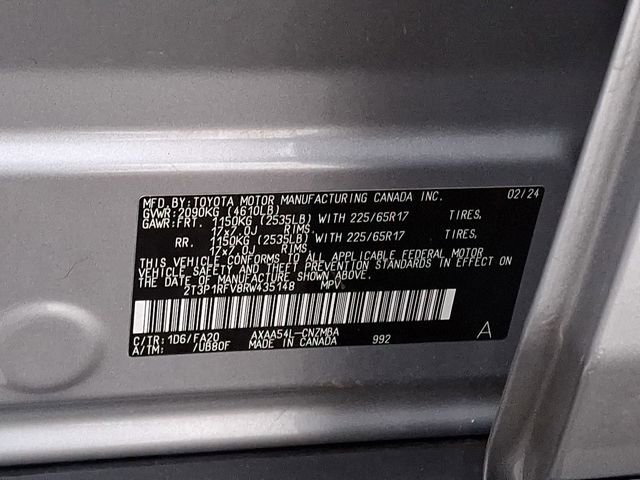 MFD.BY:TOYOTA MOTOR MANUFACTURING CANADA INC. 02/24
GVWR:2090KG (4610LB)
GAWR:FRT. 1150KG (2535LB) WITH 225/65R17 TIRES,
17x7.0J RIMS.
RR. 1150KG (2535LB) WITH 225/65R17 TIRES,
17x7.0J RIMS.
THIS VEHICLE CONFORMS TO ALL APPLICABLE FEDERAL MOTOR
VEHICLE SAFETY AND THEFT PREVENTION STANDARDS IN EFFECT
ON THE DATE OF MANUFACTURE SHOWN ABOVE.
2T3P1RFV8RW435148 MPV
C/TR: 1D6/FA20 AXAA54L-CNZMBA A
A/TM: /UB80F MADE IN CANADA 992